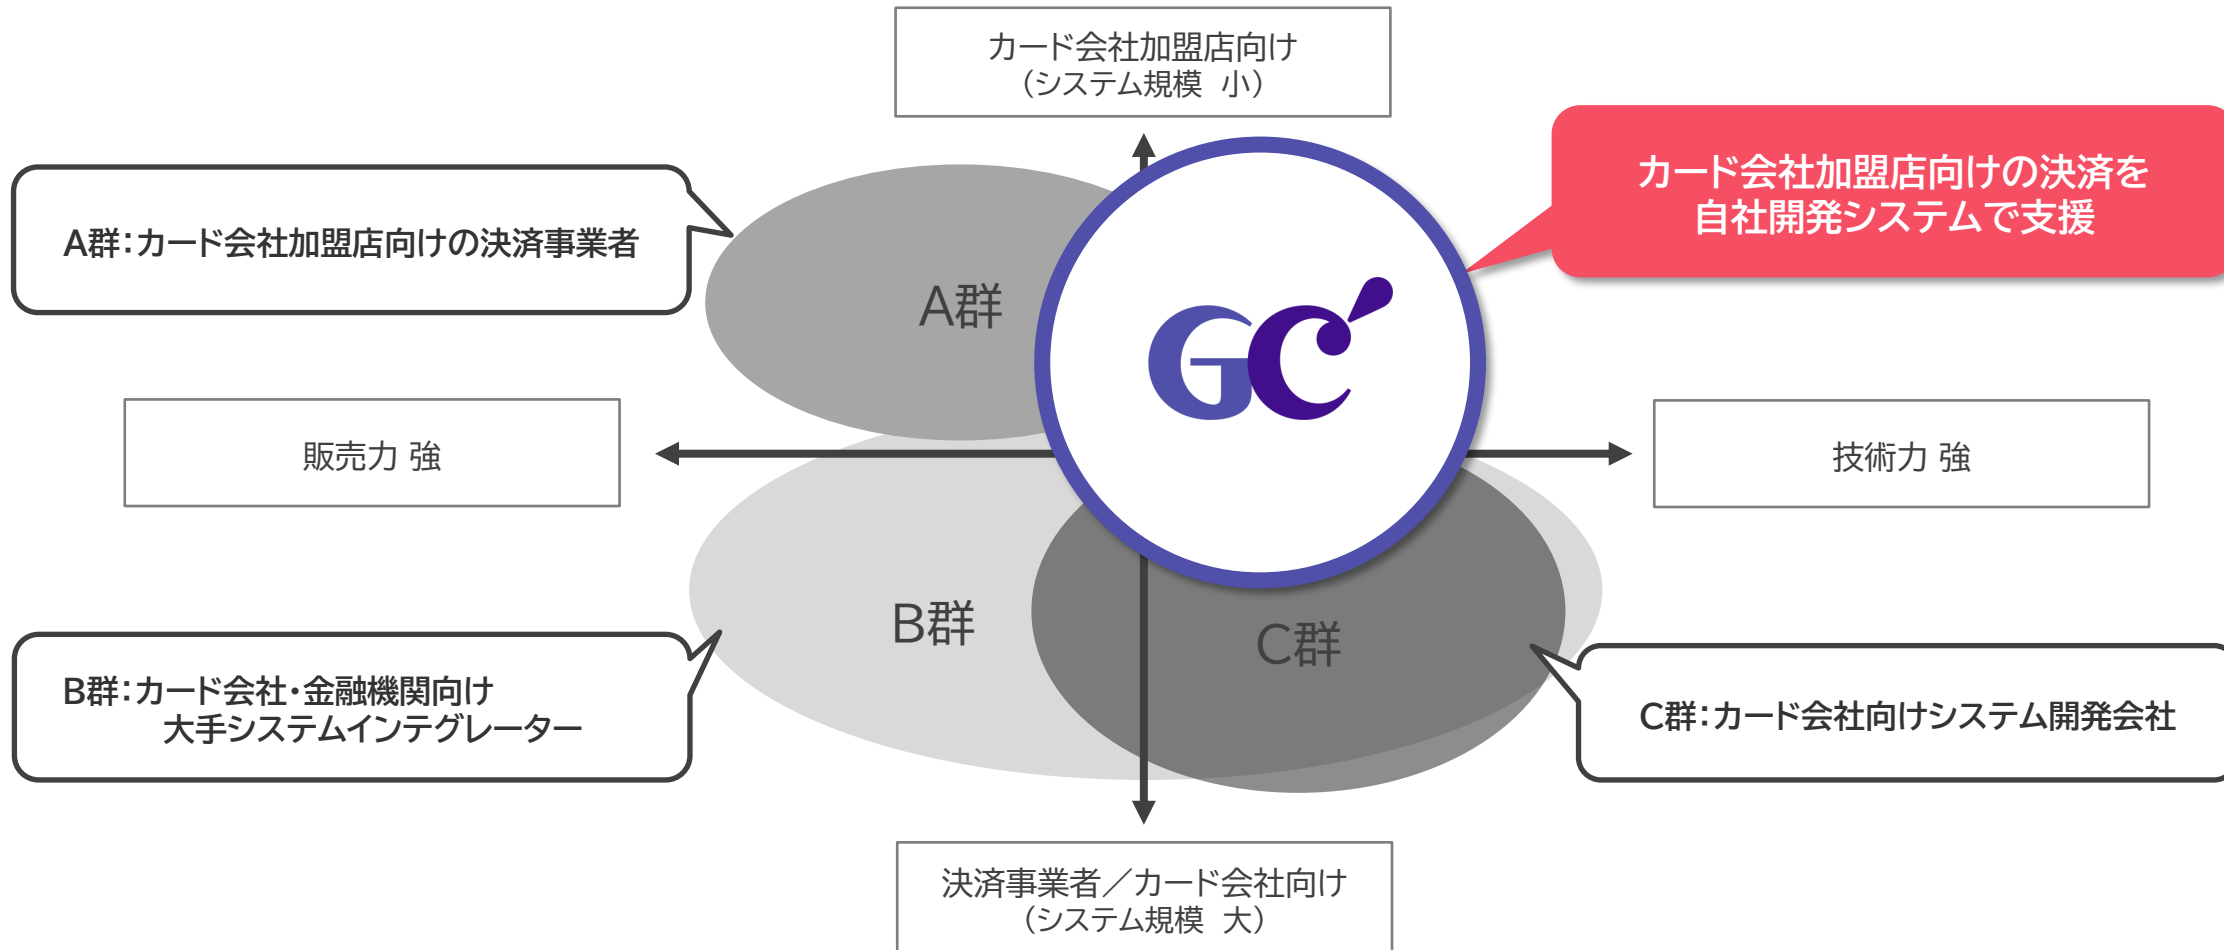 カード会社加盟店向け
（システム規模 小）
カード会社加盟店向けの決済を
自社開発システムで支援
A群：カード会社加盟店向けの決済事業者
A群
GC
販売力 強
技術力 強
B群
C群
B群：カード会社・金融機関向け
大手システムインテグレーター
C群：カード会社向けシステム開発会社
決済事業者／カード会社向け
（システム規模 大）